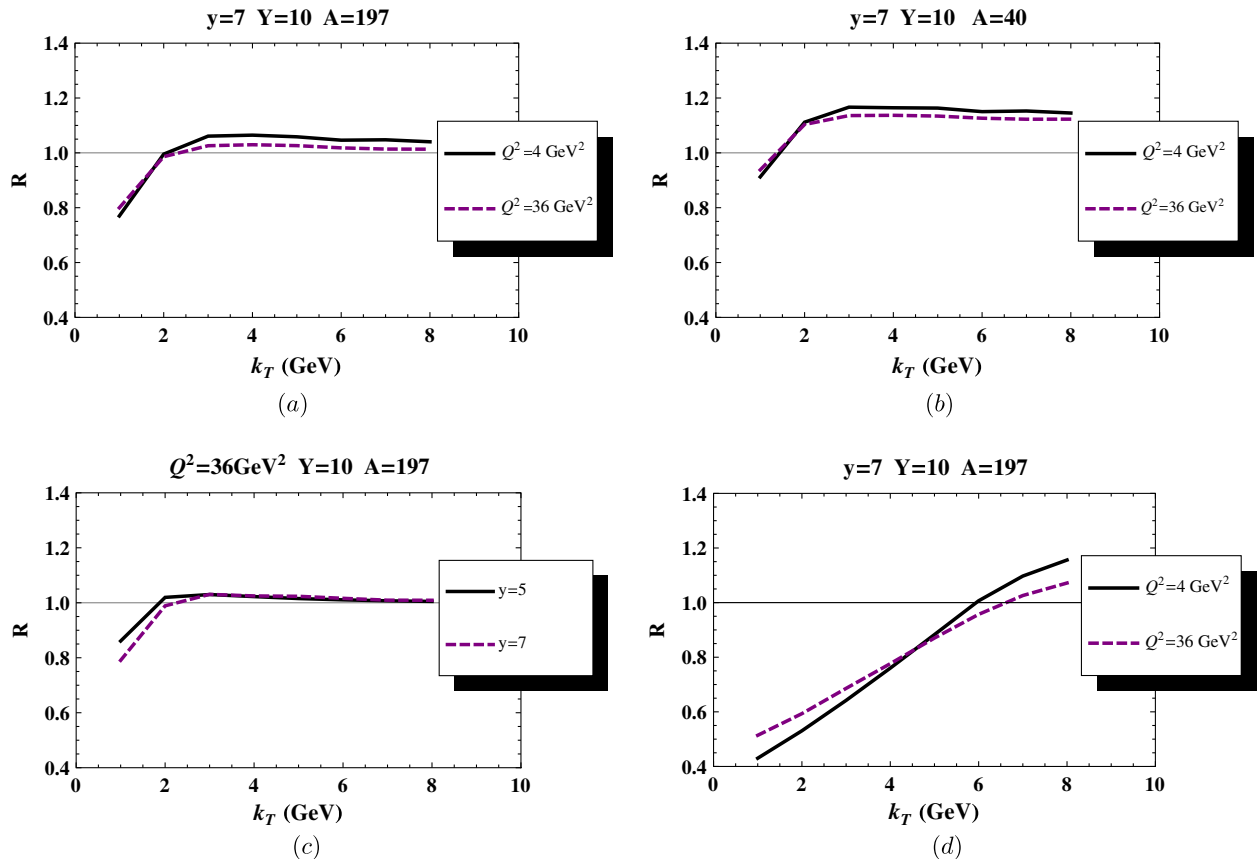 y=7 Y=10 A=197
1.4
1.2
1.0
0.8
0.6
0.4
R
0 2 4 6 8 10
k_T (GeV)
Q²=4 GeV²
Q²=36 GeV²
(a)
y=7 Y=10 A=40
1.4
1.2
1.0
0.8
0.6
0.4
R
0 2 4 6 8 10
k_T (GeV)
Q²=4 GeV²
Q²=36 GeV²
(b)
Q²=36GeV² Y=10 A=197
1.4
1.2
1.0
0.8
0.6
0.4
R
0 2 4 6 8 10
k_T (GeV)
y=5
y=7
(c)
y=7 Y=10 A=197
1.4
1.2
1.0
0.8
0.6
0.4
R
0 2 4 6 8 10
k_T (GeV)
Q²=4 GeV²
Q²=36 GeV²
(d)